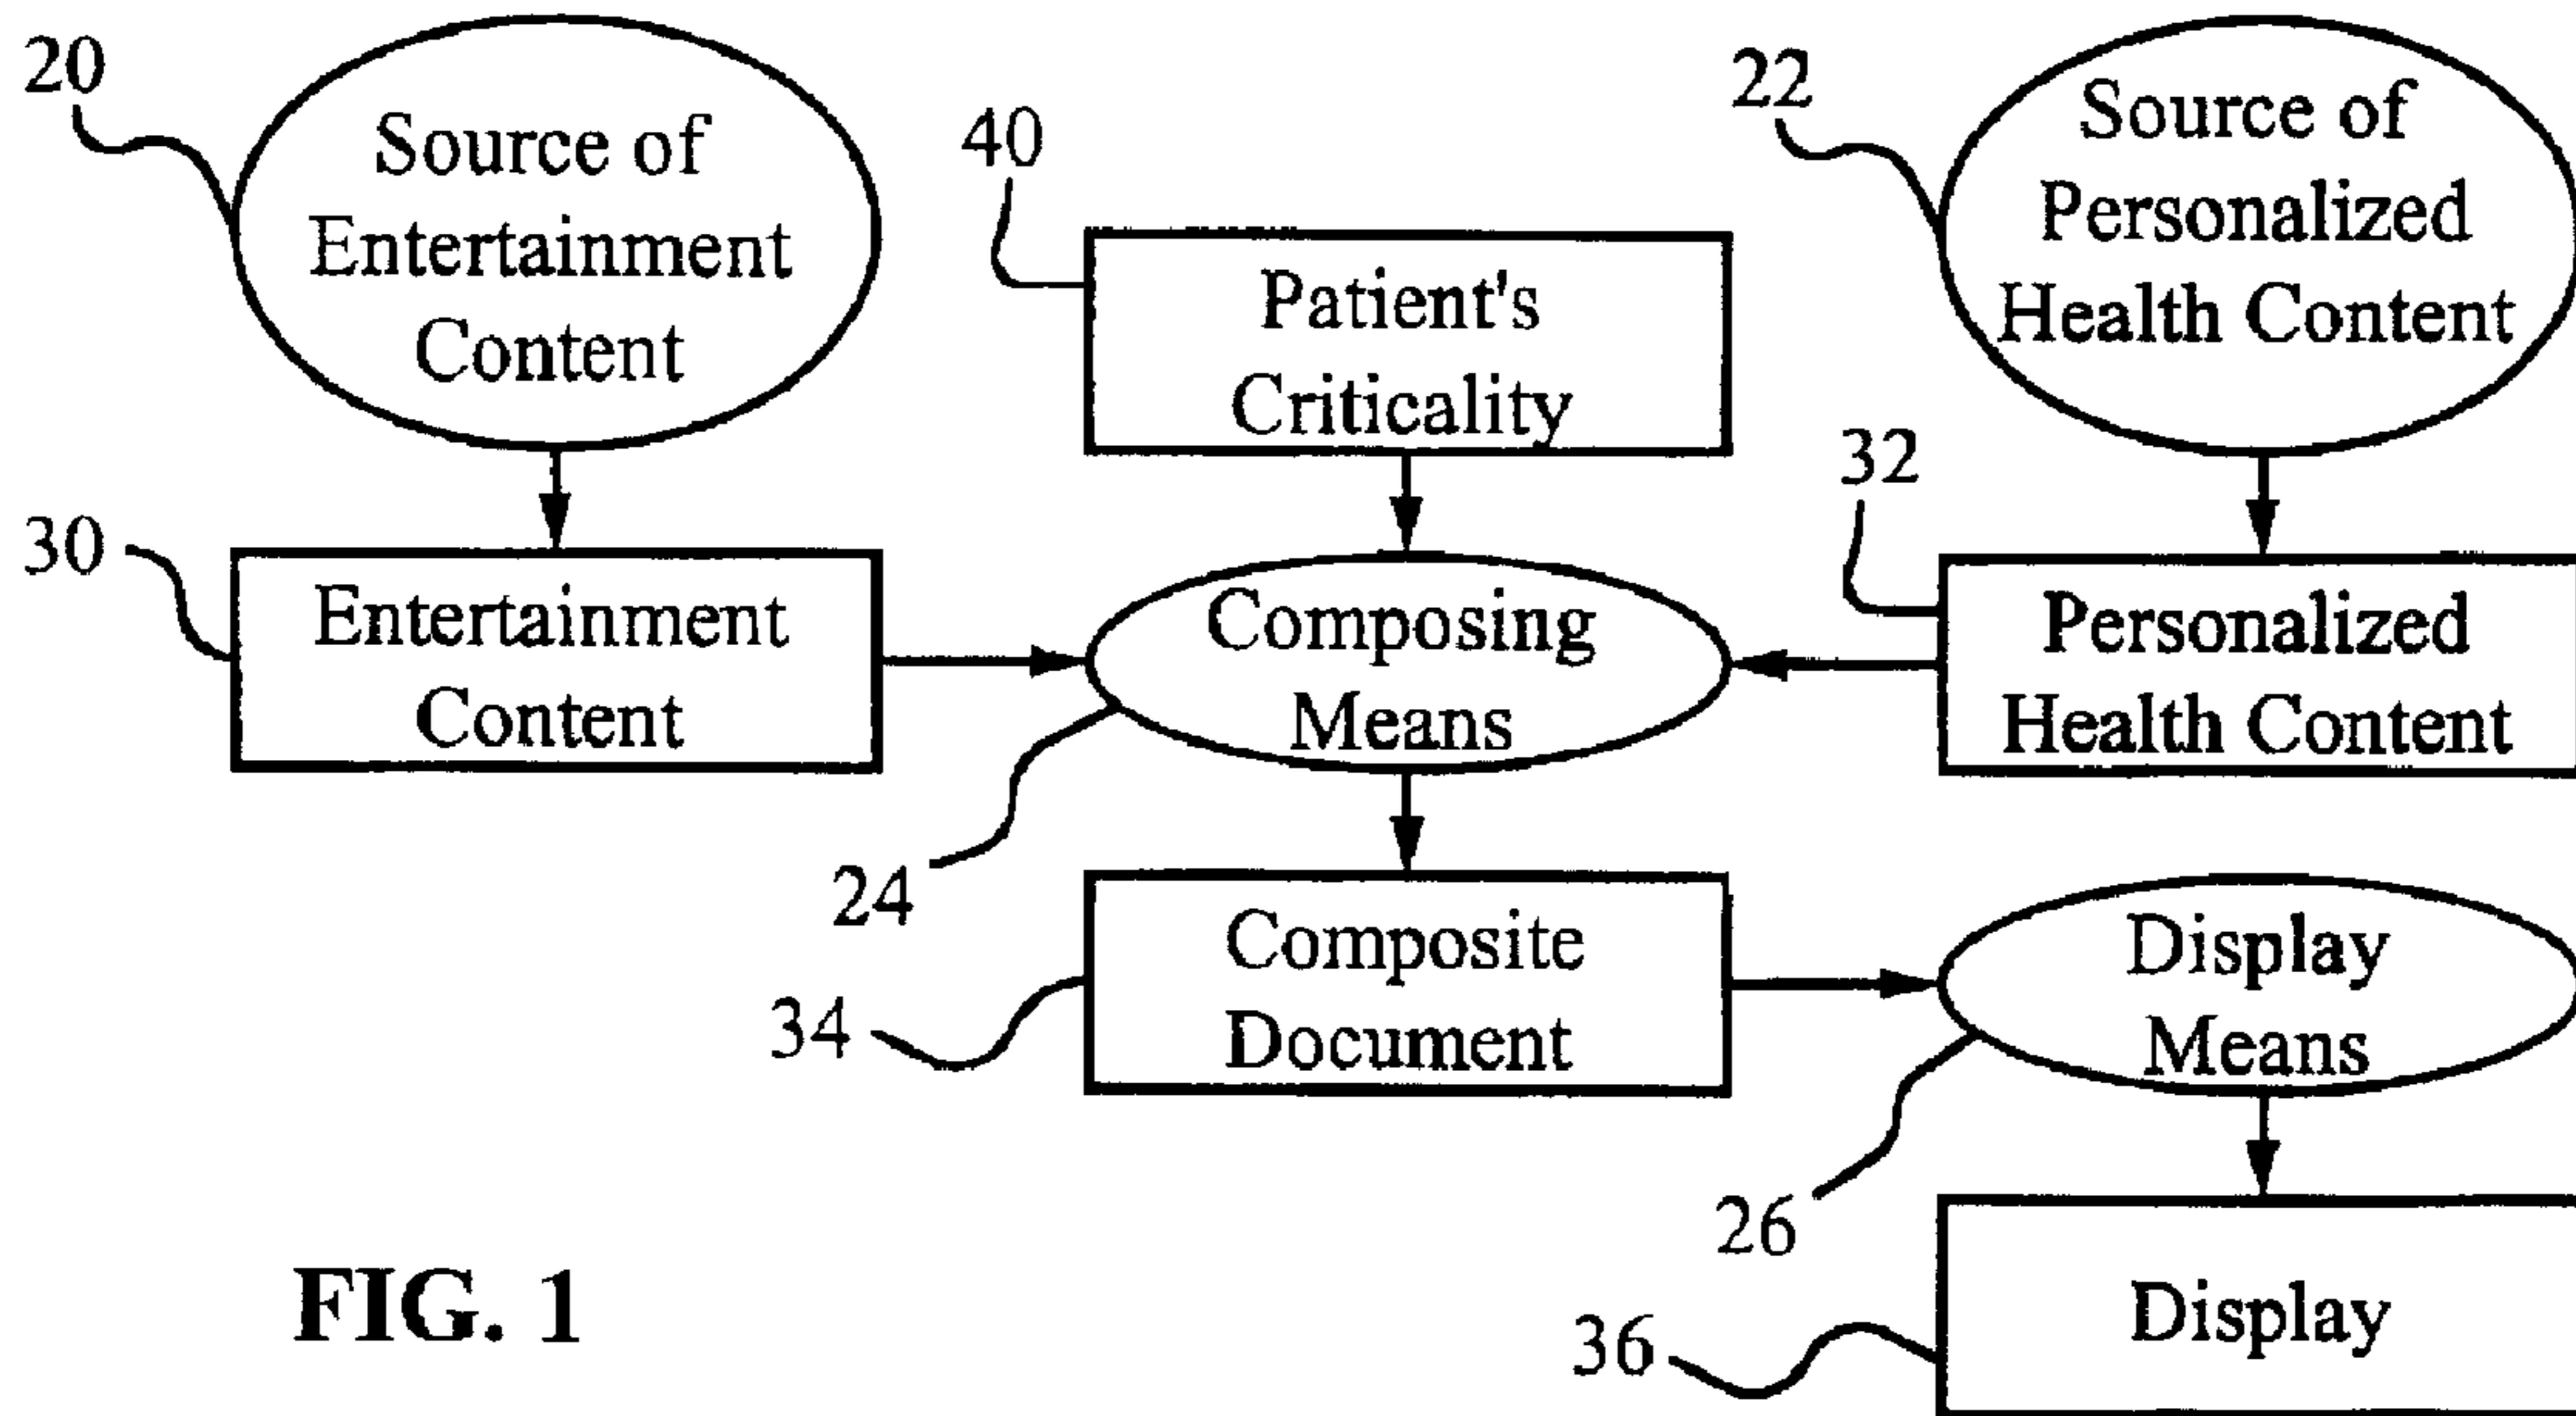 20
Source of
Entertainment
Content
40
Patient's
Criticality
22
Source of
Personalized
Health Content
30
Entertainment
Content
Composing
Means
24
32
Personalized
Health Content
34
Composite
Document
Display
Means
26
36
Display
FIG. 1